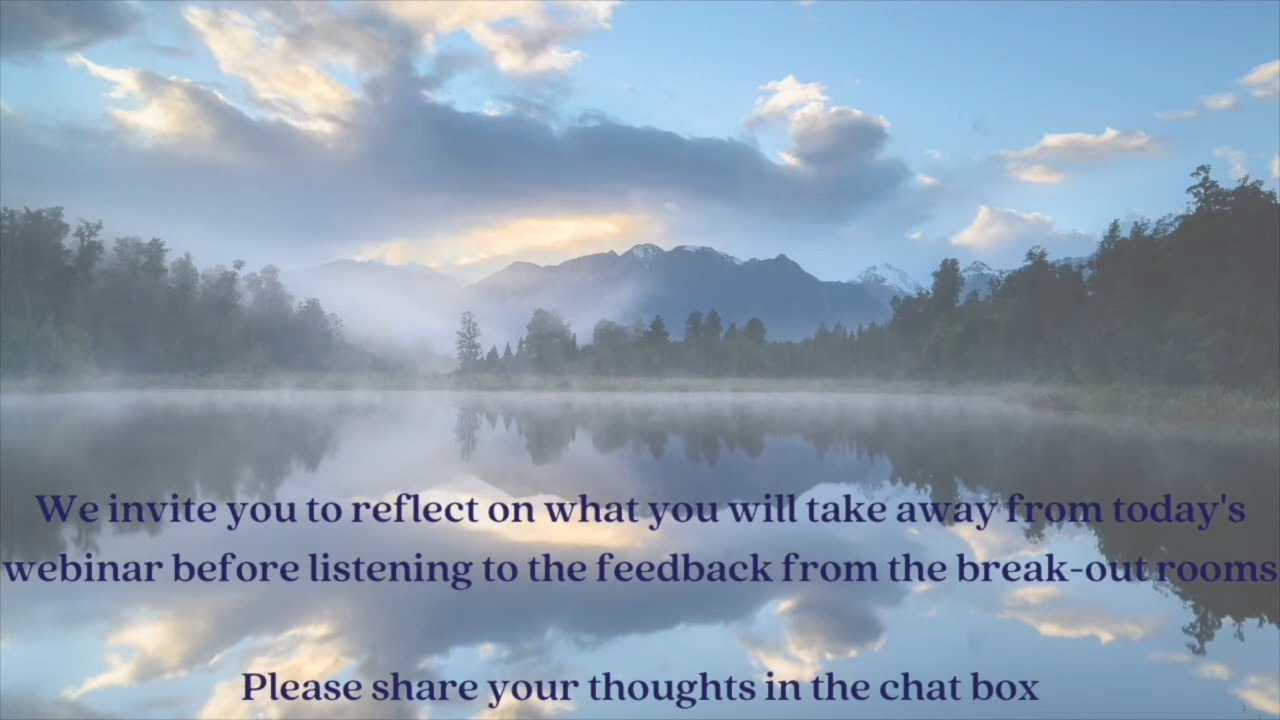 We invite you to reflect on what you will take away from today's
webinar before listening to the feedback from the break-out rooms
Please share your thoughts in the chat box